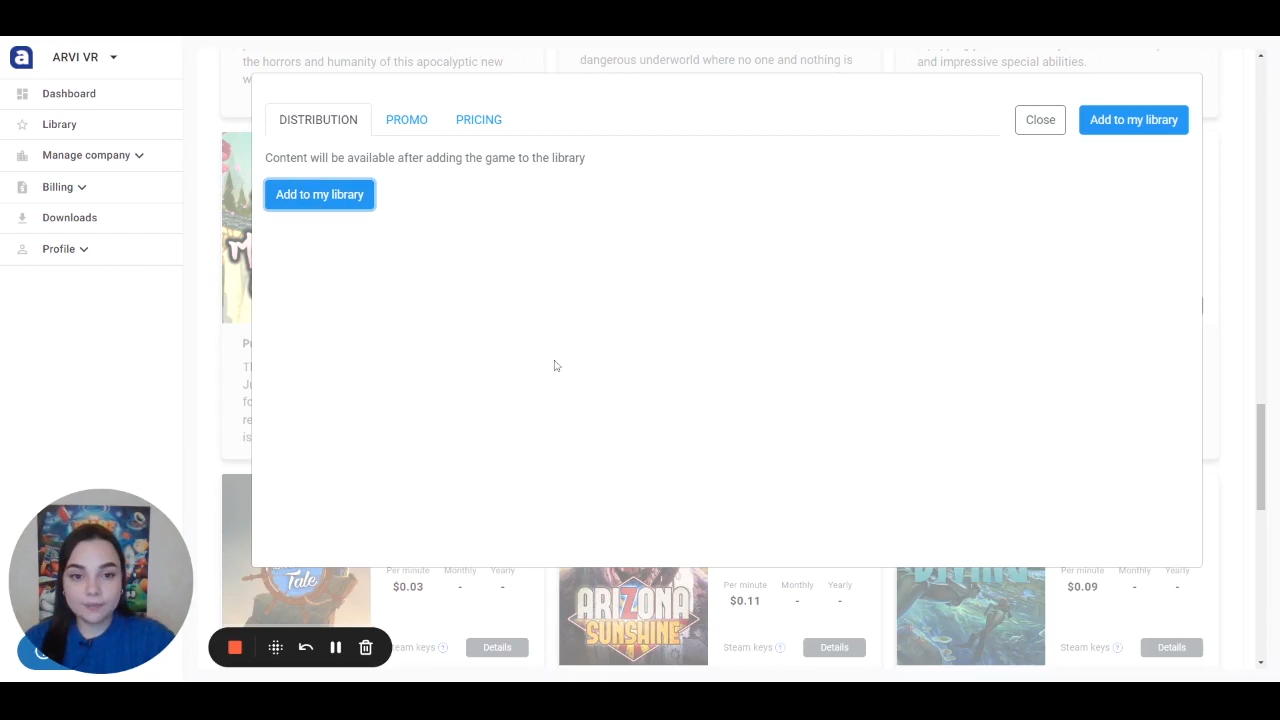 ARVI VR
Dashboard
Library
Manage company
Billing
Downloads
Profile
the horrors and humanity of this apocalyptic new
dangerous underworld where no one and nothing is
and impressive special abilities.
DISTRIBUTION
PROMO
PRICING
Close
Add to my library
Content will be available after adding the game to the library
Add to my library
Tale
Per minute Monthly Yearly
$0.03 - -
Steam keys
Details
ARIZONA
SUNSHINE
Per minute Monthly Yearly
$0.11 - -
Steam keys
Details
Per minute Monthly Yearly
$0.09 - -
Steam keys
Details